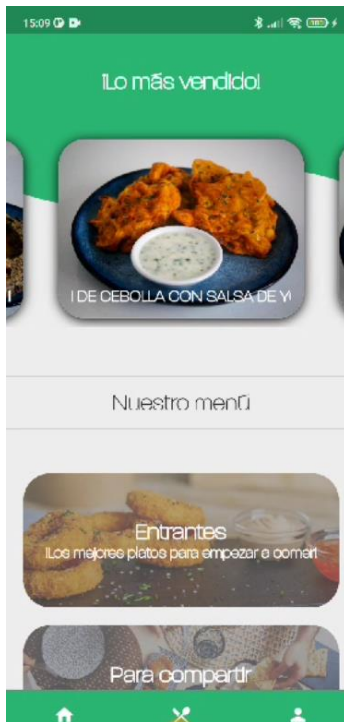 15:09
¡Lo más vendido!
DE CEBOLLA CON SALSA DE
Nuestro menú
Entrantes
¡Los mejores platos para empezar a comer!
Para compartir